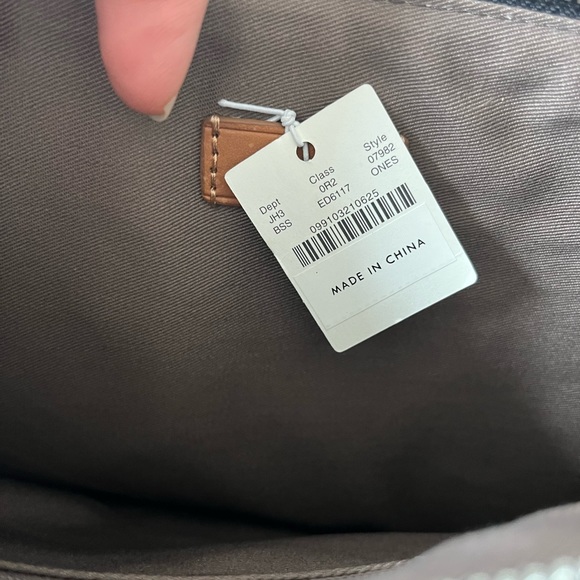 Dept Class Style
JH3 0R2 07982
BSS ED6117 ONES
099103210625
MADE IN CHINA